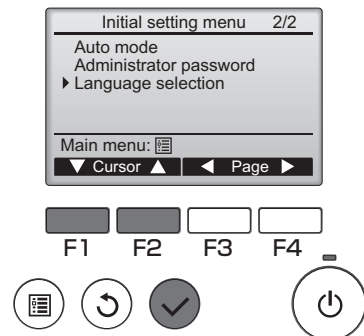 Initial setting menu 2/2
Auto mode
Administrator password
Language selection
Main menu:
Cursor Page
F1 F2 F3 F4